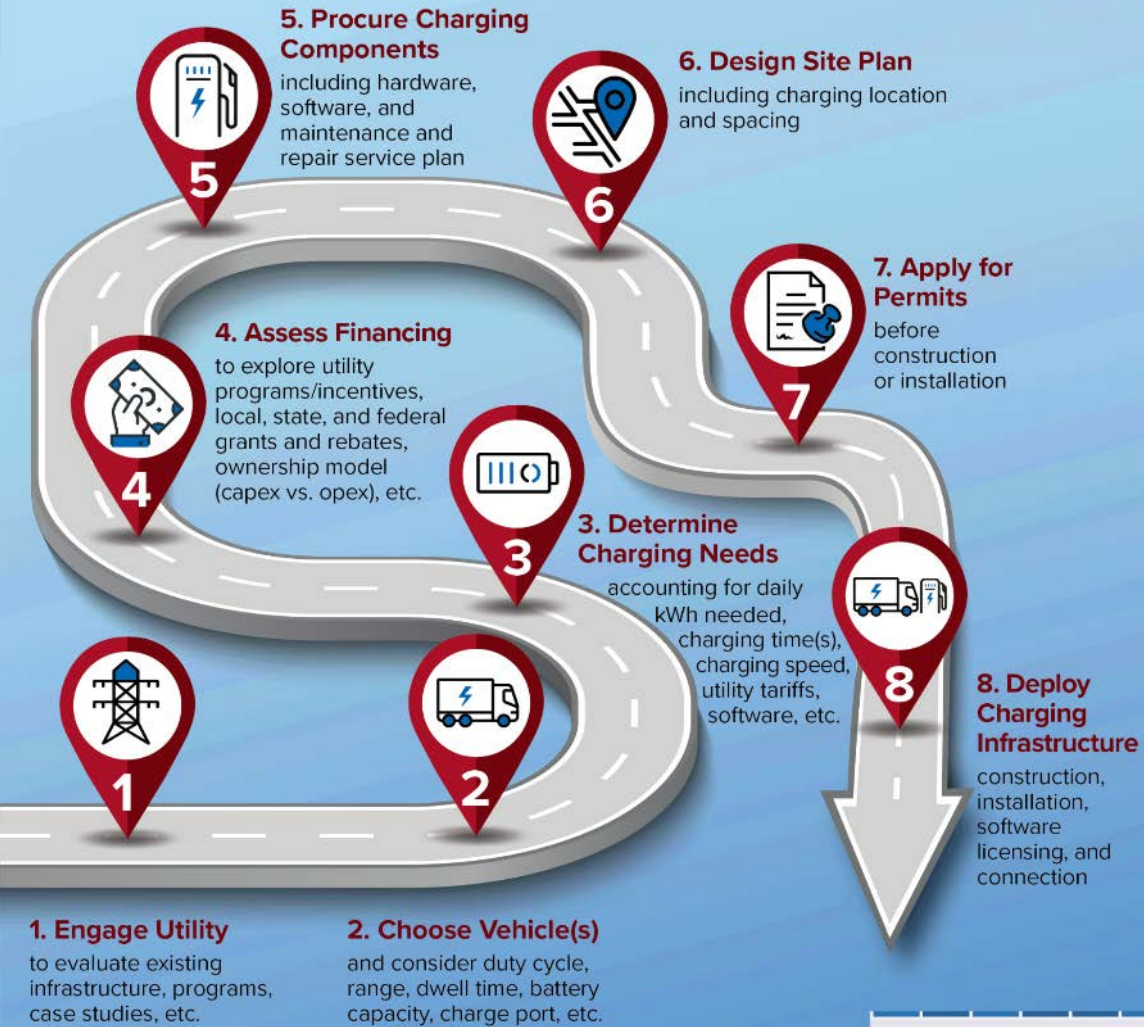 1. Engage Utility
to evaluate existing
infrastructure, programs,
case studies, etc.
1
2. Choose Vehicle(s)
and consider duty cycle,
range, dwell time, battery
capacity, charge port, etc.
2
3. Determine
Charging Needs
accounting for daily
kWh needed,
charging time(s),
charging speed,
utility tariffs,
software, etc.
3
4. Assess Financing
to explore utility
programs/incentives,
local, state, and federal
grants and rebates,
ownership model
(capex vs. opex), etc.
4
5. Procure Charging
Components
including hardware,
software, and
maintenance and
repair service plan
5
6. Design Site Plan
including charging location
and spacing
6
7. Apply for
Permits
before
construction
or installation
7
8. Deploy
Charging
Infrastructure
construction,
installation,
software
licensing, and
connection
8